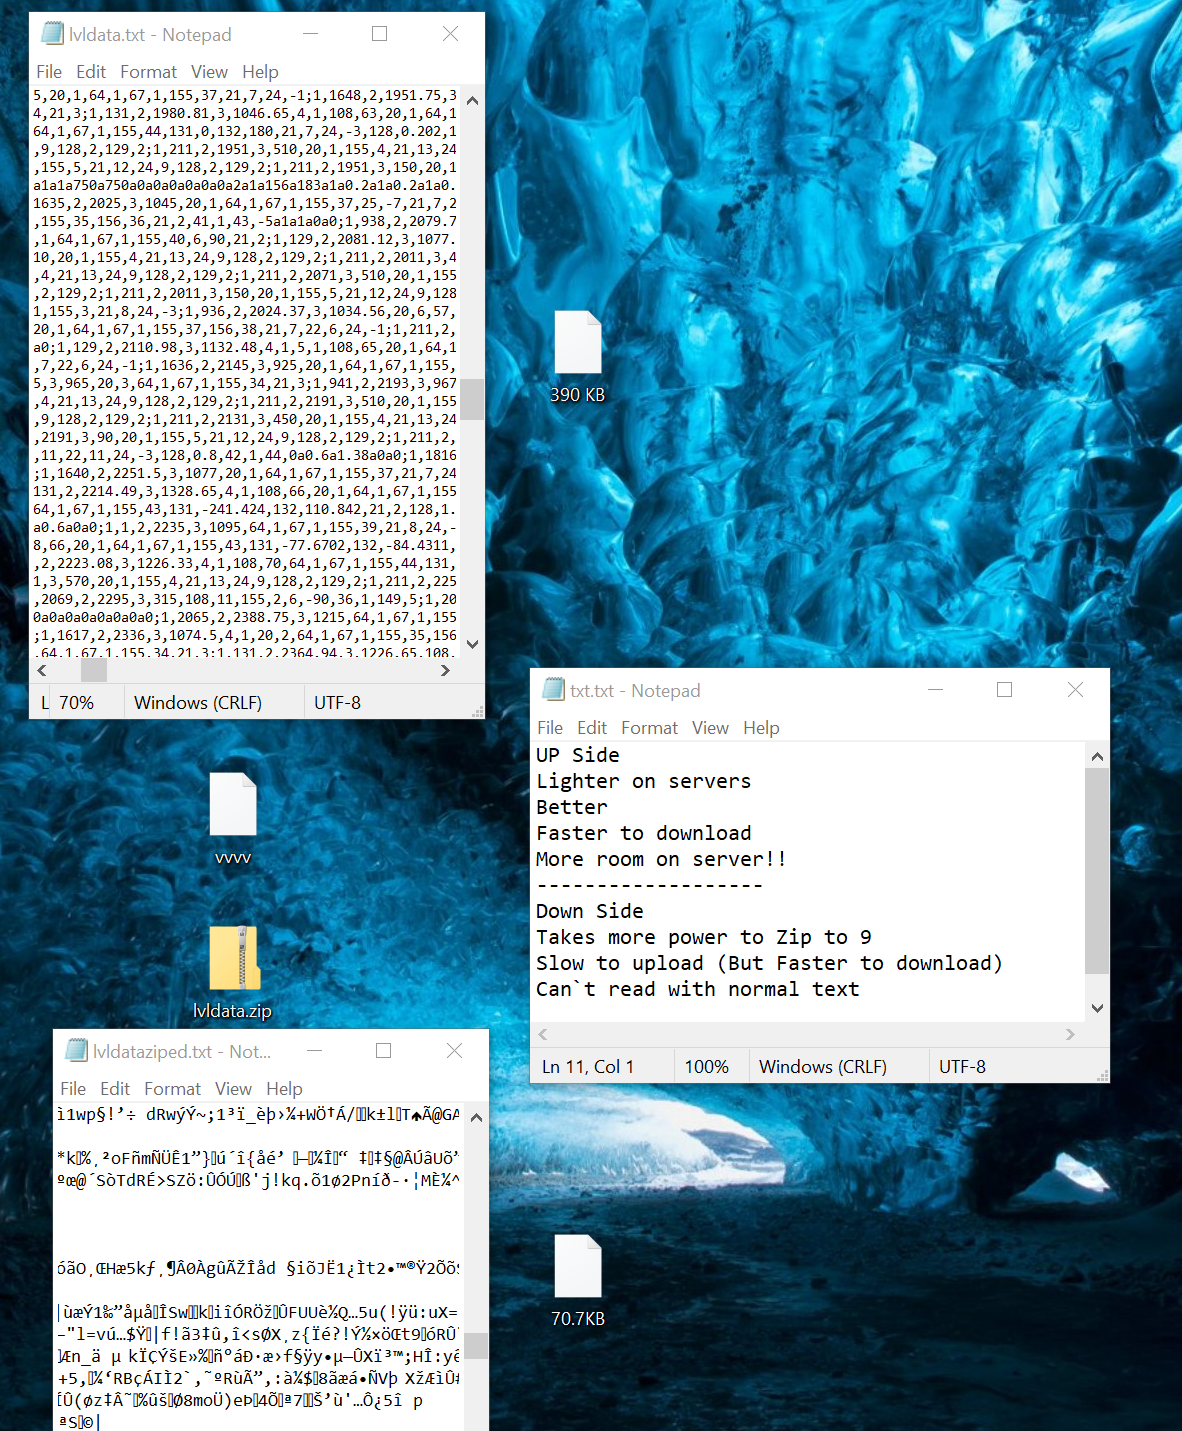 lvldata.txt - Notepad
File Edit Format View Help
5,20,1,64,1,67,1,155,37,21,7,24,-1;1,1648,2,1951.75,3
4,21,3;1,131,2,1980.81,3,1046.65,4,1,108,63,20,1,64,1
64,1,67,1,155,44,131,0,132,180,21,7,24,-3,128,0.202,1
,9,128,2,129,2;1,211,2,1951,3,510,20,1,155,4,21,13,24
,155,5,21,12,24,9,128,2,129,2;1,211,2,1951,3,150,20,1
a1a1a750a750a0a0a0a0a0a0a2a1a156a183a1a0.2a1a0.2a1a0.
1635,2,2025,3,1045,20,1,64,1,67,1,155,37,25,-7,21,7,2
,155,35,156,36,21,2,41,1,43,-5a1a1a0a0;1,938,2,2079.7
,1,64,1,67,1,155,40,6,90,21,2;1,129,2,2081.12,3,1077.
10,20,1,155,4,21,13,24,9,128,2,129,2;1,211,2,2011,3,4
,4,21,13,24,9,128,2,129,2;1,211,2,2071,3,510,20,1,155
,2,129,2;1,211,2,2011,3,150,20,1,155,5,21,12,24,9,128
1,155,3,21,8,24,-3;1,936,2,2024.37,3,1034.56,20,6,57,
20,1,64,1,67,1,155,37,156,38,21,7,22,6,24,-1;1,211,2,
a0;1,129,2,2110.98,3,1132.48,4,1,5,1,108,65,20,1,64,1
,7,22,6,24,-1;1,1636,2,2145,3,925,20,1,64,1,67,1,155,
5,3,965,20,3,64,1,67,1,155,34,21,3;1,941,2,2193,3,967
,4,21,13,24,9,128,2,129,2;1,211,2,2191,3,510,20,1,155
,9,128,2,129,2;1,211,2,2131,3,450,20,1,155,4,21,13,24
,2191,3,90,20,1,155,5,21,12,24,9,128,2,129,2;1,211,2,
,11,22,11,24,-3,128,0.8,42,1,44,0a0.6a1.38a0a0;1,1816
;1,1640,2,2251.5,3,1077,20,1,64,1,67,1,155,37,21,7,24
131,2,2214.49,3,1328.65,4,1,108,66,20,1,64,1,67,1,155
64,1,67,1,155,43,131,-241.424,132,110.842,21,2,128,1.
a0.6a0a0;1,1,2,2235,3,1095,64,1,67,1,155,39,21,8,24,-
8,66,20,1,64,1,67,1,155,43,131,-77.6702,132,-84.4311,
,2,2223.08,3,1226.33,4,1,108,70,64,1,67,1,155,44,131,
1,3,570,20,1,155,4,21,13,24,9,128,2,129,2;1,211,2,225
,2069,2,2295,3,315,108,11,155,2,6,-90,36,1,149,5;1,20
0a0a0a0a0a0a0a0a0;1,2065,2,2388.75,3,1215,64,1,67,1,155
;1,1617,2,2336,3,1074.5,4,1,20,2,64,1,67,1,155,35,156
,64,1,67,1,155,34,21,3;1,131,2,2364.94,3,1226.65,108,
L 70% Windows (CRLF) UTF-8
390 KB
txt.txt - Notepad
File Edit Format View Help
UP Side
Lighter on servers
Better
Faster to download
More room on server!!
-------------------
Down Side
Takes more power to Zip to 9
Slow to upload (But Faster to download)
Can`t read with normal text
Ln 11, Col 1 100% Windows (CRLF) UTF-8
vvvv
lvldata.zip
lvldataziped.txt - Not...
File Edit Format View Help
70.7KB